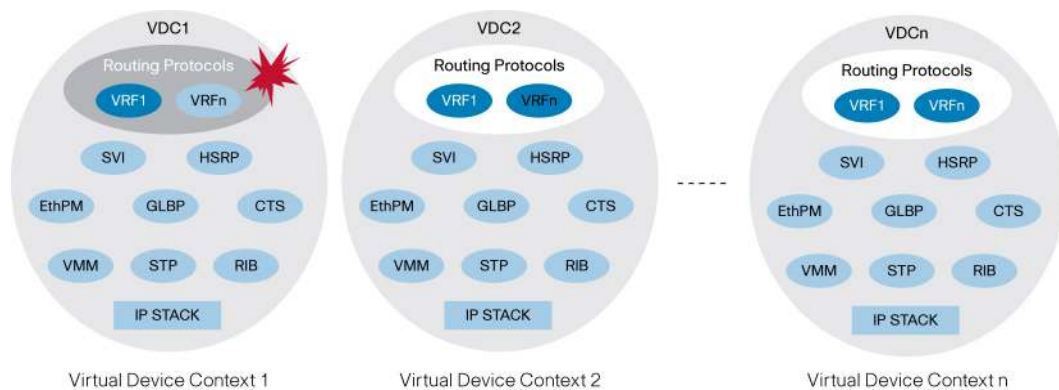 VDC1
Routing Protocols
VRF1
VRFn
SVI
HSRP
EthPM
GLBP
CTS
VMM
STP
RIB
IP STACK
Virtual Device Context 1
VDC2
Routing Protocols
VRF1
VRFn
SVI
HSRP
EthPM
GLBP
CTS
VMM
STP
RIB
IP STACK
Virtual Device Context 2
VDCn
Routing Protocols
VRF1
VRFn
SVI
HSRP
EthPM
GLBP
CTS
VMM
STP
RIB
IP STACK
Virtual Device Context n